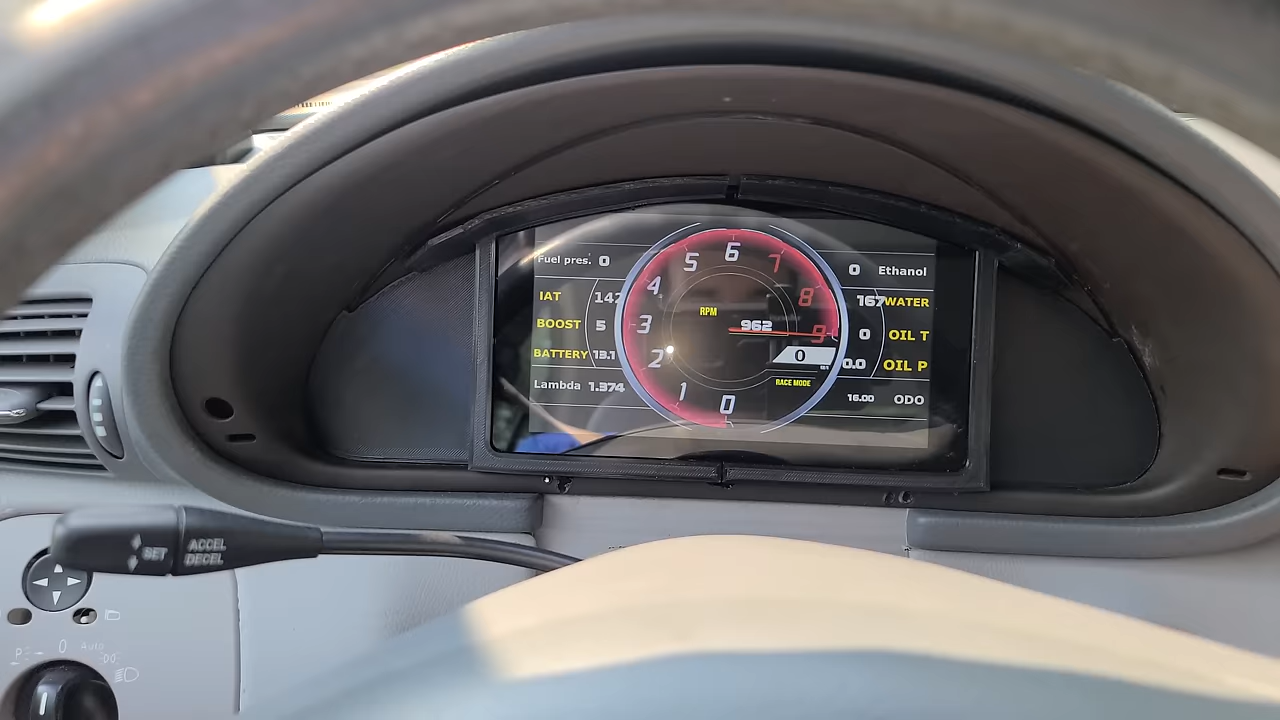 Fuel pres. 0
IAT 142
BOOST 5
BATTERY 13.1
Lambda 1.374
0
1
2
3
4
5
6
7
8
9
RPM
962
0
RACE MODE
0 Ethanol
167 WATER
0 OIL T
0.0 OIL P
16.00 ODO
SET
ACCEL
DECEL
P
0
Auto